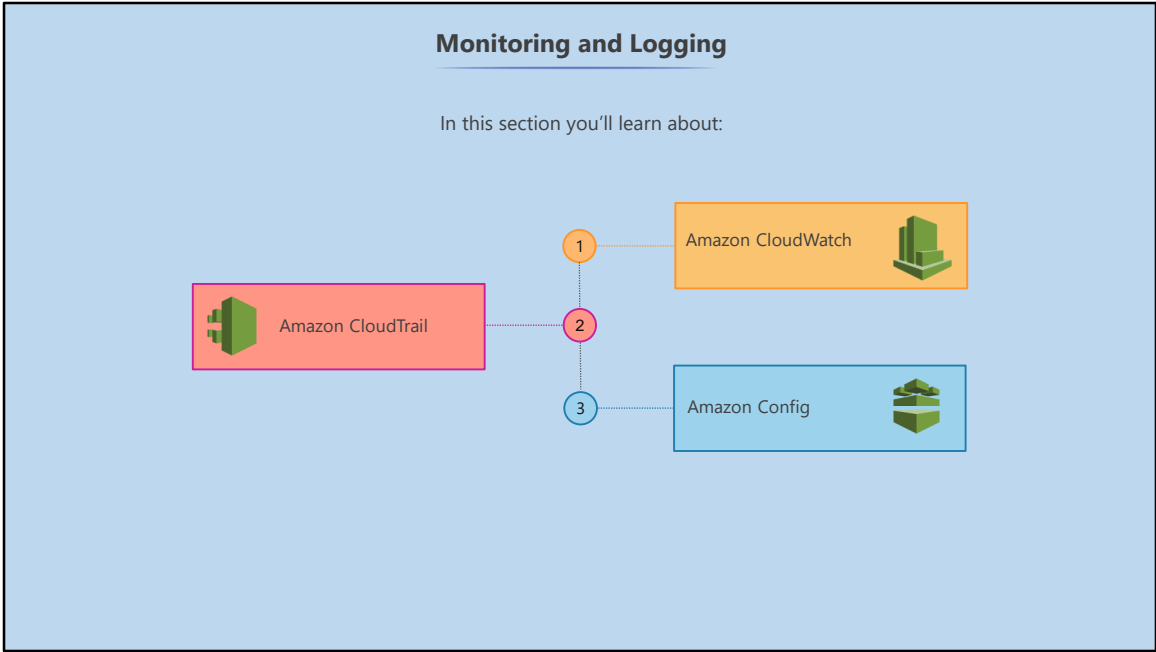 Monitoring and Logging
In this section you'll learn about:
1
Amazon CloudWatch
Amazon CloudTrail
2
3
Amazon Config